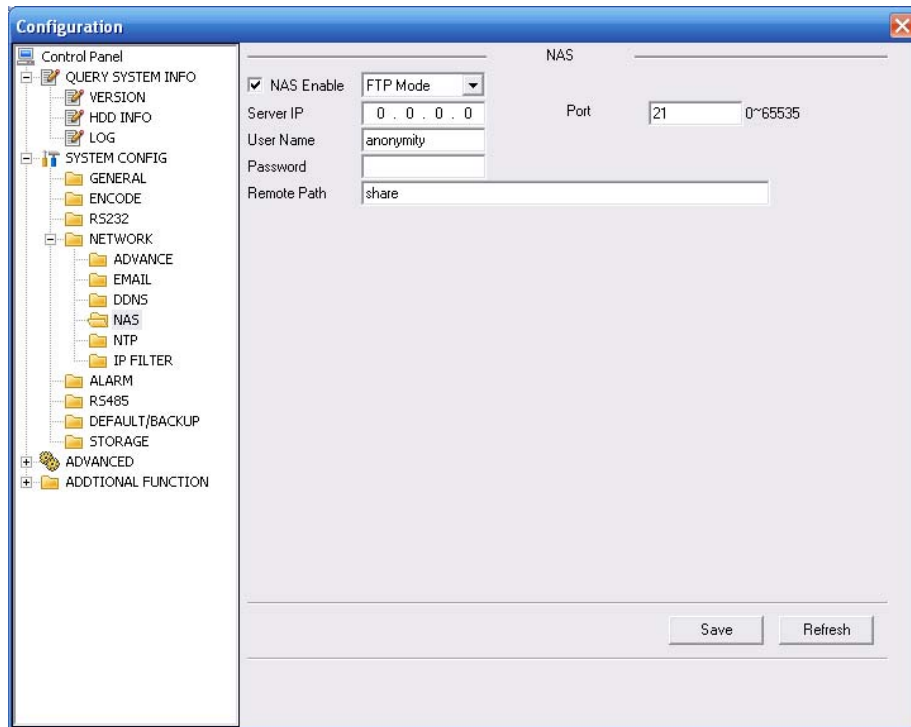 Configuration
Control Panel
QUERY SYSTEM INFO
VERSION
HDD INFO
LOG
SYSTEM CONFIG
GENERAL
ENCODE
RS232
NETWORK
ADVANCE
EMAIL
DDNS
NAS
NTP
IP FILTER
ALARM
RS485
DEFAULT/BACKUP
STORAGE
ADVANCED
ADDTIONAL FUNCTION
NAS
NAS Enable FTP Mode
Server IP 0 . 0 . 0 . 0 Port 21 0~65535
User Name anonymity
Password
Remote Path share
Save Refresh